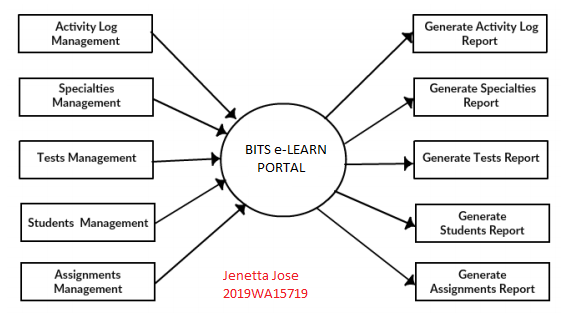 Activity Log
Management
Specialties
Management
Tests Management
Students Management
Assignments
Management
BITS e-LEARN
PORTAL
Generate Activity Log
Report
Generate Specialties
Report
Generate Tests Report
Generate
Students Report
Generate
Assignments Report
Jenetta Jose
2019WA15719